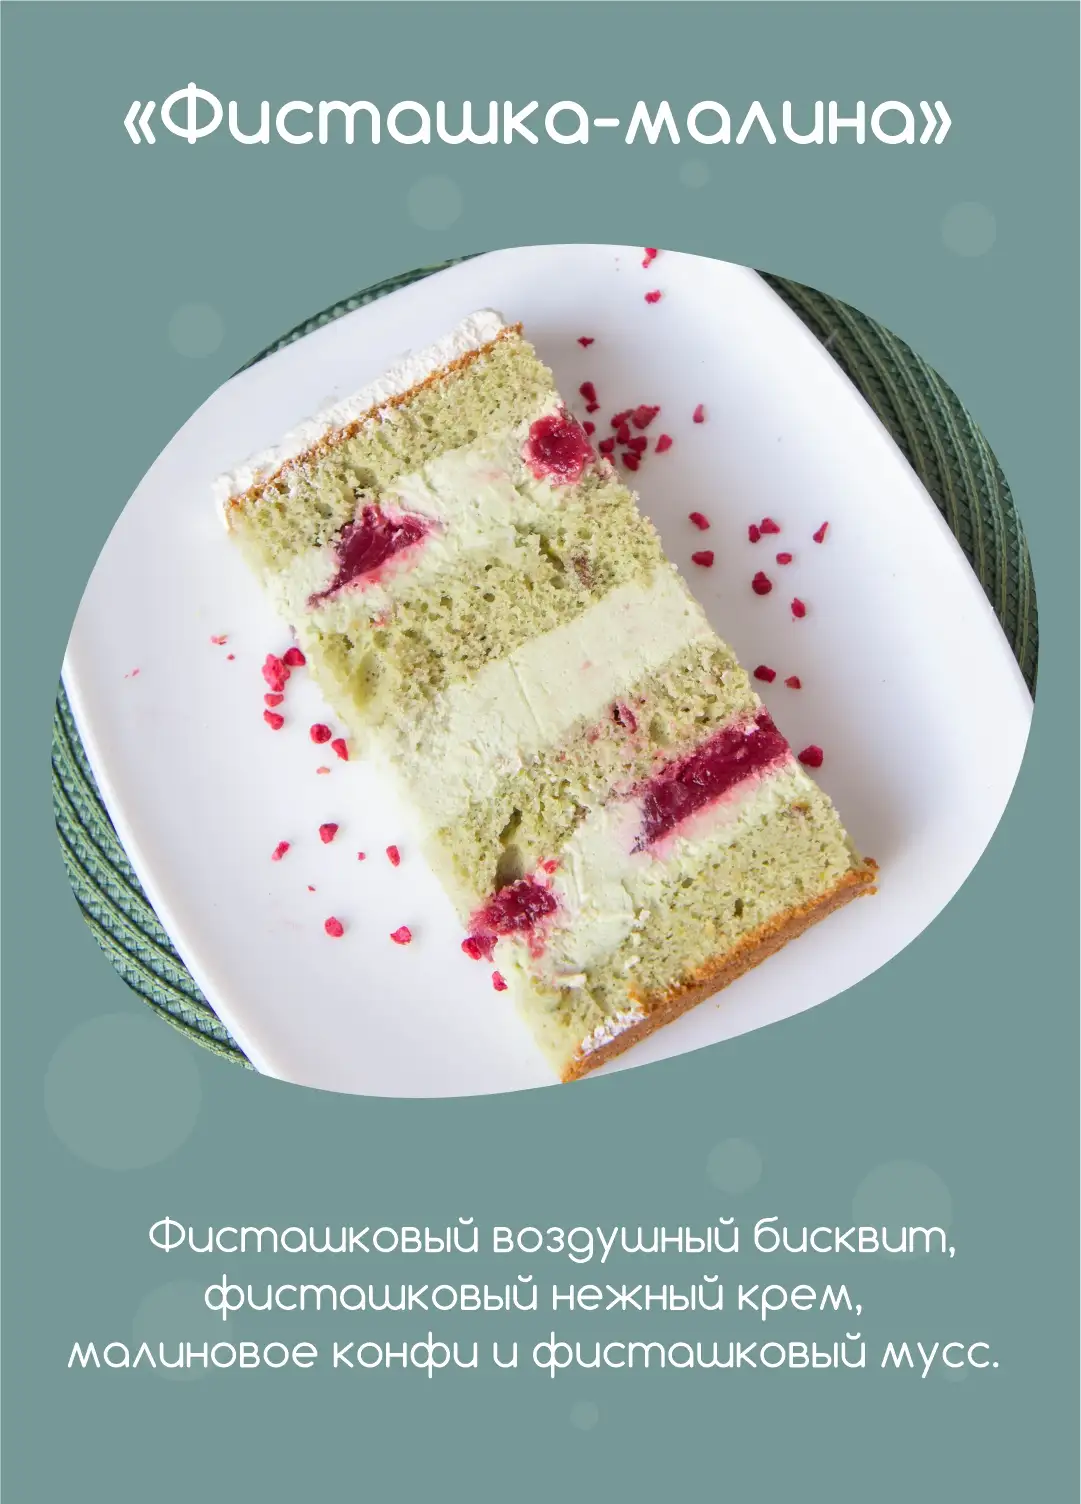 «Фисташка-малина»
Фисташковый воздушный бисквит,
фисташковый нежный крем,
малиновое конфи и фисташковый мусс.